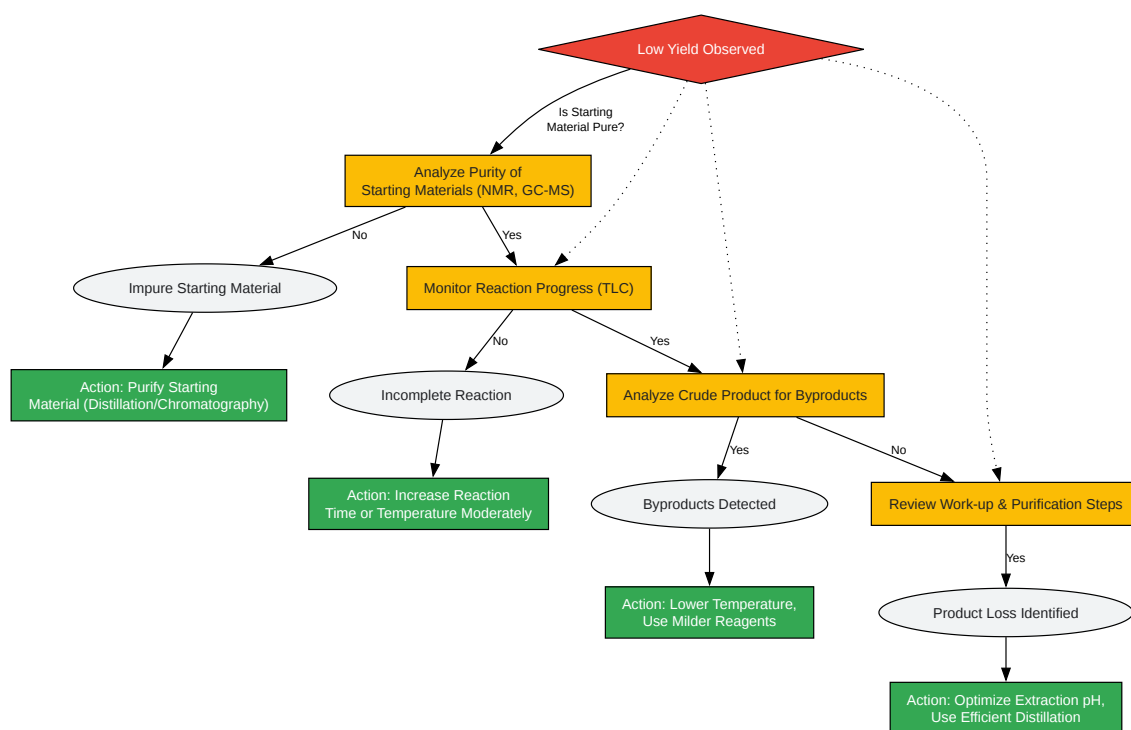 Low Yield Observed
Is Starting
Material Pure?
Analyze Purity of
Starting Materials (NMR, GC-MS)
No
Yes
Impure Starting Material
Monitor Reaction Progress (TLC)
No
Yes
Action: Purify Starting
Material (Distillation/Chromatography)
Incomplete Reaction
Analyze Crude Product for Byproducts
Yes
No
Action: Increase Reaction
Time or Temperature Moderately
Byproducts Detected
Review Work-up & Purification Steps
Yes
Action: Lower Temperature,
Use Milder Reagents
Product Loss Identified
Action: Optimize Extraction pH,
Use Efficient Distillation